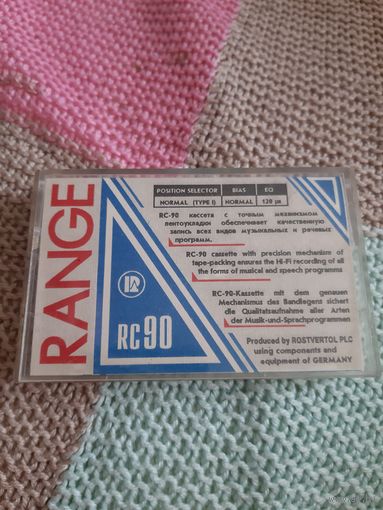 RANGE
POSITION SELECTOR BIAS EQ
NORMAL (TYPE I) NORMAL 120 µs
RC-90 кассета с точным механизмом
лентоукладки обеспечивает качественную
запись всех видов музыкальных и речевых
программ.
RC-90 cassette with precision mechanism of
tape-packing ensures the Hi-Fi recording of all
the forms of musical and speech programms
RC-90-Kassette mit dem genauen
Mechanismus des Bandlegens sichert
die Qualitatsaufnahme aller Arten
der Musik-und-Sprechprogrammen
RC90
Produced by ROSTVERTOL PLC
using components and
equipment of GERMANY